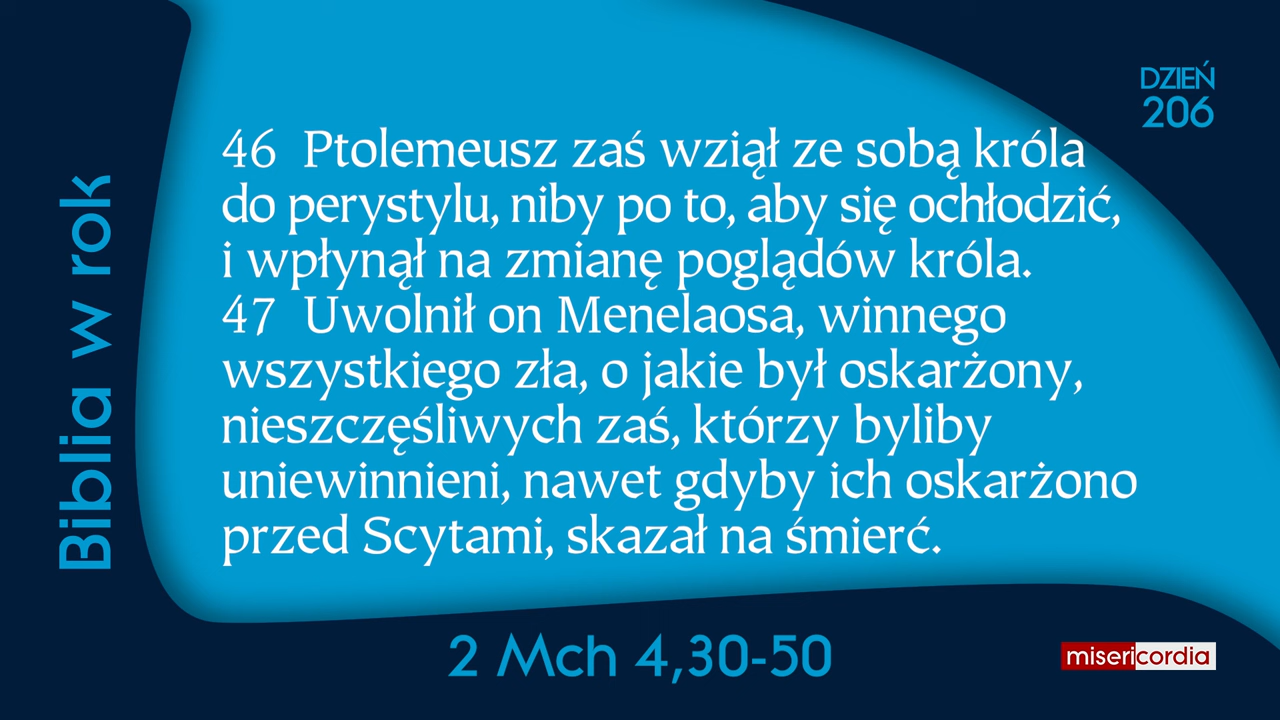 DZIEŃ
206
Biblia w rok
46 Ptolemeusz zaś wziął ze sobą króla
do perystylu, niby po to, aby się ochłodzić,
i wpłynął na zmianę poglądów króla.
47 Uwolnił on Menelaosa, winnego
wszystkiego zła, o jakie był oskarżony,
nieszczęśliwych zaś, którzy byliby
uniewinnieni, nawet gdyby ich oskarżono
przed Scytami, skazał na śmierć.
2 Mch 4,30-50
misericordia